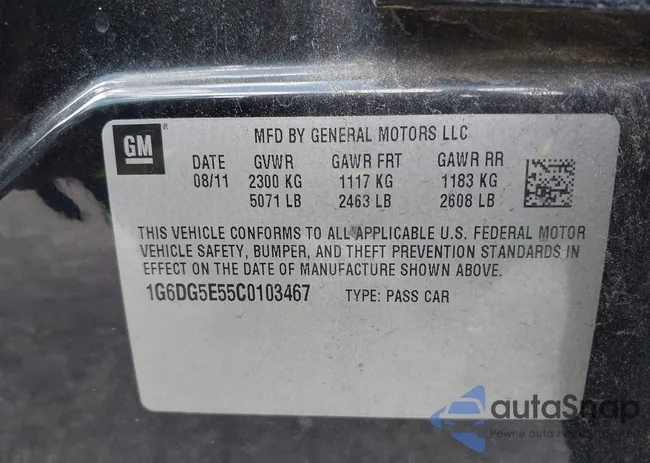 GM
MFD BY GENERAL MOTORS LLC
DATE GVWR GAWR FRT GAWR RR
08/11 2300 KG 1117 KG 1183 KG
5071 LB 2463 LB 2608 LB
THIS VEHICLE CONFORMS TO ALL APPLICABLE U.S. FEDERAL MOTOR
VEHICLE SAFETY, BUMPER, AND THEFT PREVENTION STANDARDS IN
EFFECT ON THE DATE OF MANUFACTURE SHOWN ABOVE.
1G6DG5E55C0103467 TYPE: PASS CAR
autoSnap
Pewne auto z